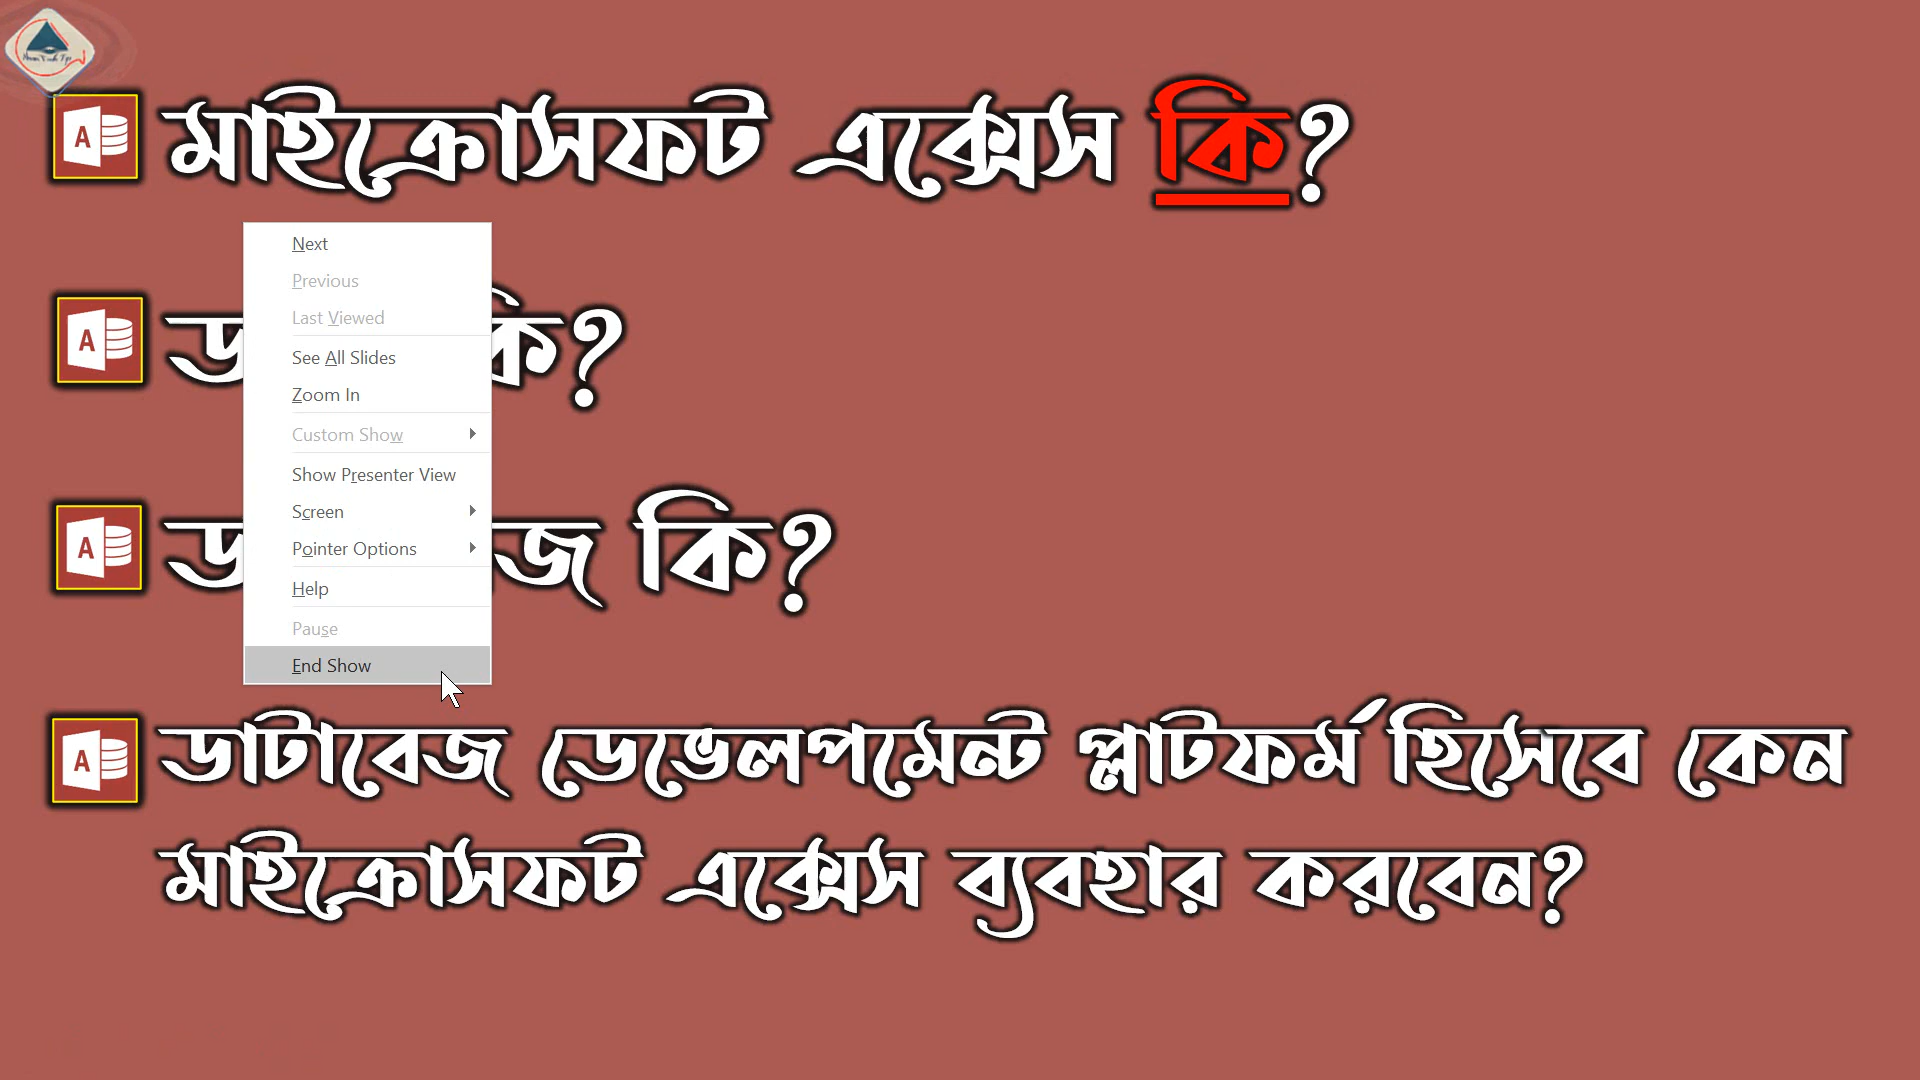 মাইক্রোসফট এক্সেস কি?
Next
Previous
Last Viewed
See All Slides
Zoom In
Custom Show
Show Presenter View
Screen
Pointer Options
Help
Pause
End Show
কি?
কি?
ডাটাবেজ্ ডেভেলপমেন্ট প্লাটফর্ম হিসেবে কেন
মাইক্রোসফট এক্সেস ব্যবহার করবেন?
A
A
A
A